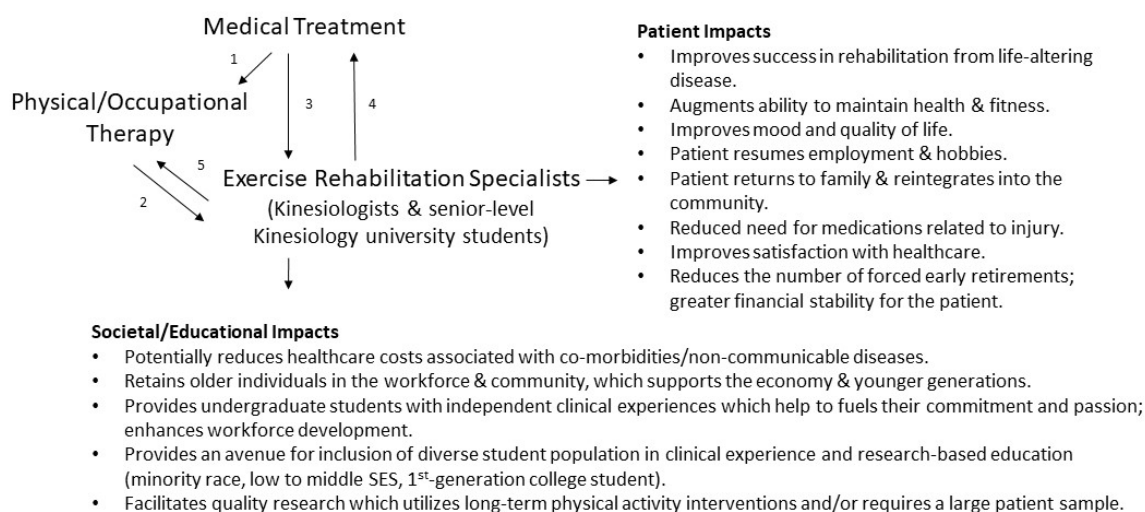 Medical Treatment
1
Physical/Occupational
Therapy
3
4
5
2
Exercise Rehabilitation Specialists
(Kinesiologists & senior-level
Kinesiology university students)
Patient Impacts
• Improves success in rehabilitation from life-altering
disease.
• Augments ability to maintain health & fitness.
• Improves mood and quality of life.
• Patient resumes employment & hobbies.
• Patient returns to family & reintegrates into the
community.
• Reduced need for medications related to injury.
• Improves satisfaction with healthcare.
• Reduces the number of forced early retirements;
greater financial stability for the patient.
Societal/Educational Impacts
• Potentially reduces healthcare costs associated with co-morbidities/non-communicable diseases.
• Retains older individuals in the workforce & community, which supports the economy & younger generations.
• Provides undergraduate students with independent clinical experiences which help to fuels their commitment and passion;
enhances workforce development.
• Provides an avenue for inclusion of diverse student population in clinical experience and research-based education
(minority race, low to middle SES, 1st-generation college student).
• Facilitates quality research which utilizes long-term physical activity interventions and/or requires a large patient sample.